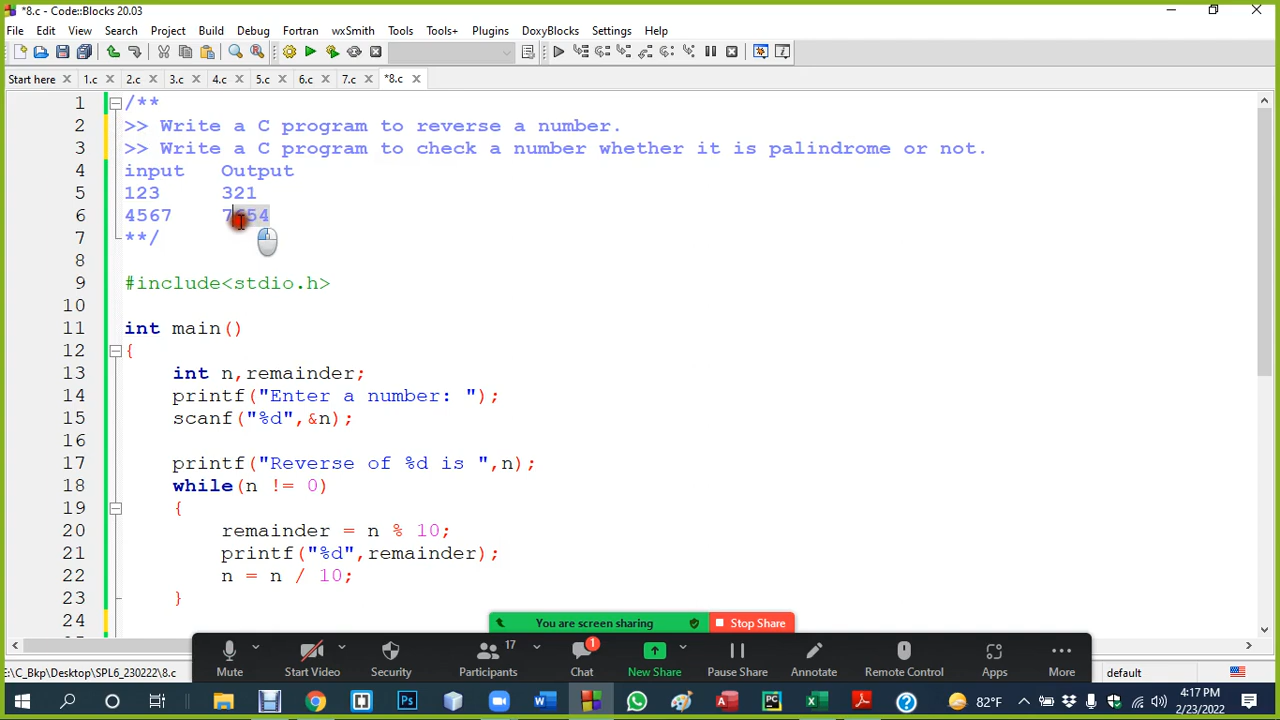 *8.c - Code::Blocks 20.03
File Edit View Search Project Build Debug Fortran wxSmith Tools Tools+ Plugins DoxyBlocks Settings Help
Start here 1.c 2.c 3.c 4.c 5.c 6.c 7.c *8.c
1 /**
2 >> Write a C program to reverse a number.
3 >> Write a C program to check a number whether it is palindrome or not.
4 input Output
5 123 321
6 4567 7654
7 **/
8
9 #include<stdio.h>
10
11 int main()
12 {
13 int n,remainder;
14 printf("Enter a number: ");
15 scanf("%d",&n);
16
17 printf("Reverse of %d is ",n);
18 while(n != 0)
19 {
20 remainder = n % 10;
21 printf("%d",remainder);
22 n = n / 10;
23 }
24
You are screen sharing Stop Share
Mute Start Video Security 17 Participants 1 Chat New Share Pause Share Annotate Remote Control Apps More
E:\C_Bkp\Desktop\SPL6_230222\8.c default
82°F 4:17 PM
2/23/2022